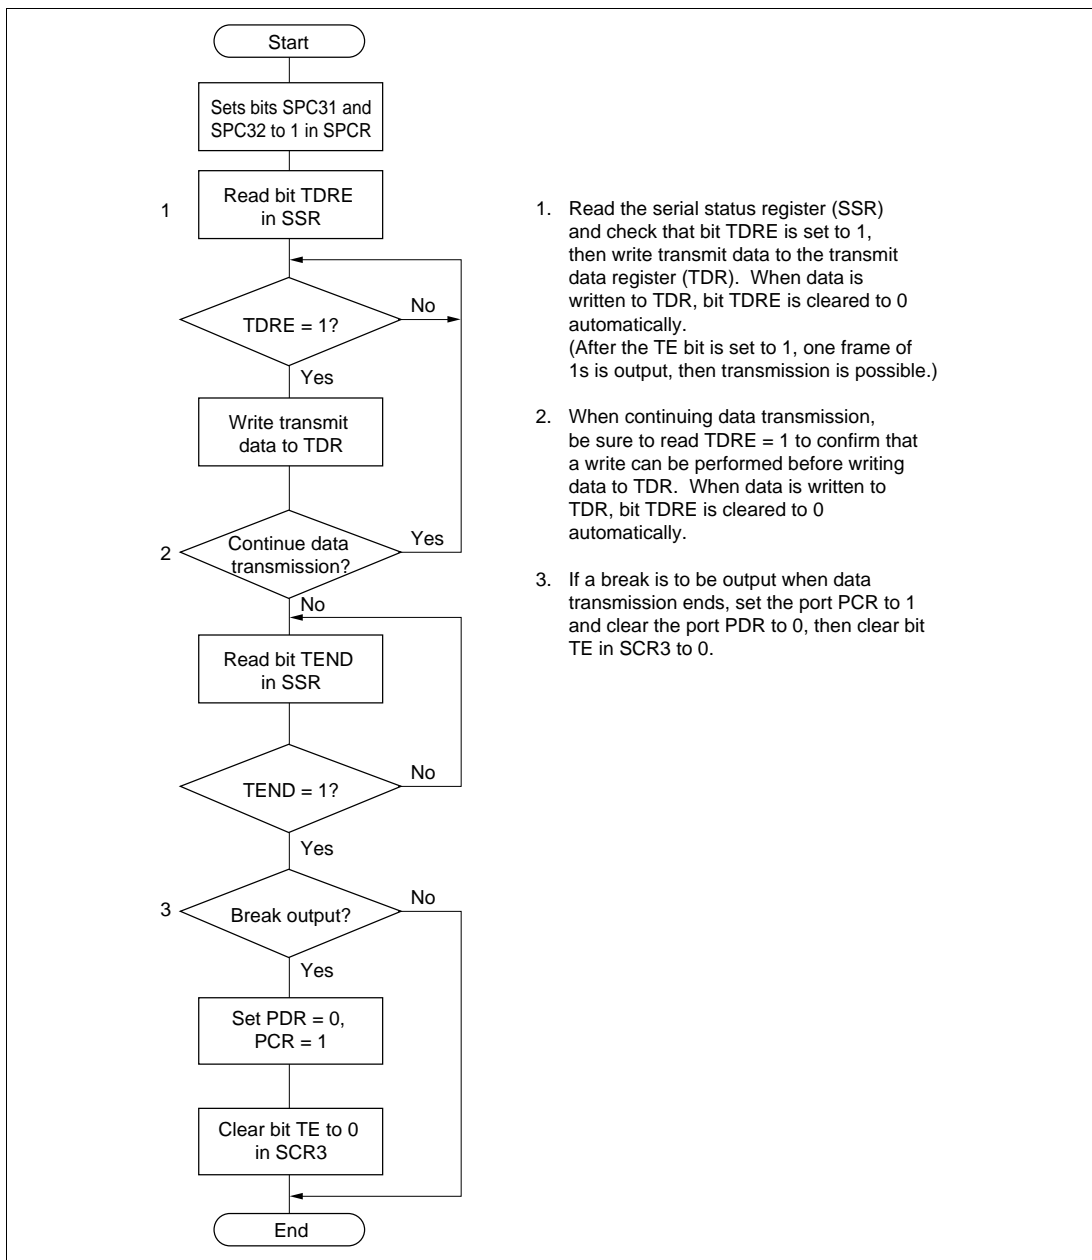 Start
Sets bits SPC31 and
SPC32 to 1 in SPCR
1
Read bit TDRE
in SSR
TDRE = 1?
No
Yes
Write transmit
data to TDR
2
Continue data
transmission?
Yes
No
Read bit TEND
in SSR
TEND = 1?
No
Yes
3
Break output?
No
Yes
Set PDR = 0,
PCR = 1
Clear bit TE to 0
in SCR3
End
1. Read the serial status register (SSR)
and check that bit TDRE is set to 1,
then write transmit data to the transmit
data register (TDR). When data is
written to TDR, bit TDRE is cleared to 0
automatically.
(After the TE bit is set to 1, one frame of
1s is output, then transmission is possible.)
2. When continuing data transmission,
be sure to read TDRE = 1 to confirm that
a write can be performed before writing
data to TDR. When data is written to
TDR, bit TDRE is cleared to 0
automatically.
3. If a break is to be output when data
transmission ends, set the port PCR to 1
and clear the port PDR to 0, then clear bit
TE in SCR3 to 0.